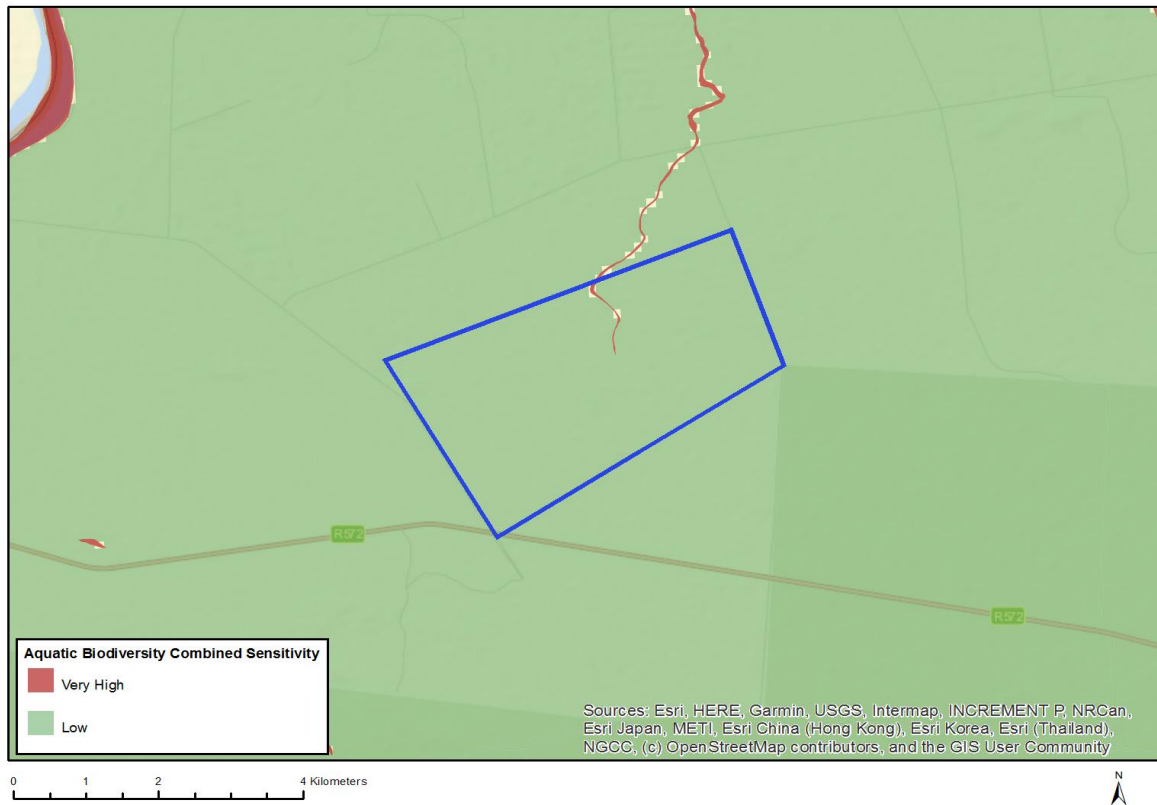 R572
R572
Aquatic Biodiversity Combined Sensitivity
Very High
Low
Sources: Esri, HERE, Garmin, USGS, Intermap, INCREMENT P, NRCan,
Esri Japan, METI, Esri China (Hong Kong), Esri Korea, Esri (Thailand),
NGCC, (c) OpenStreetMap contributors, and the GIS User Community
0 1 2 4 Kilometers
N